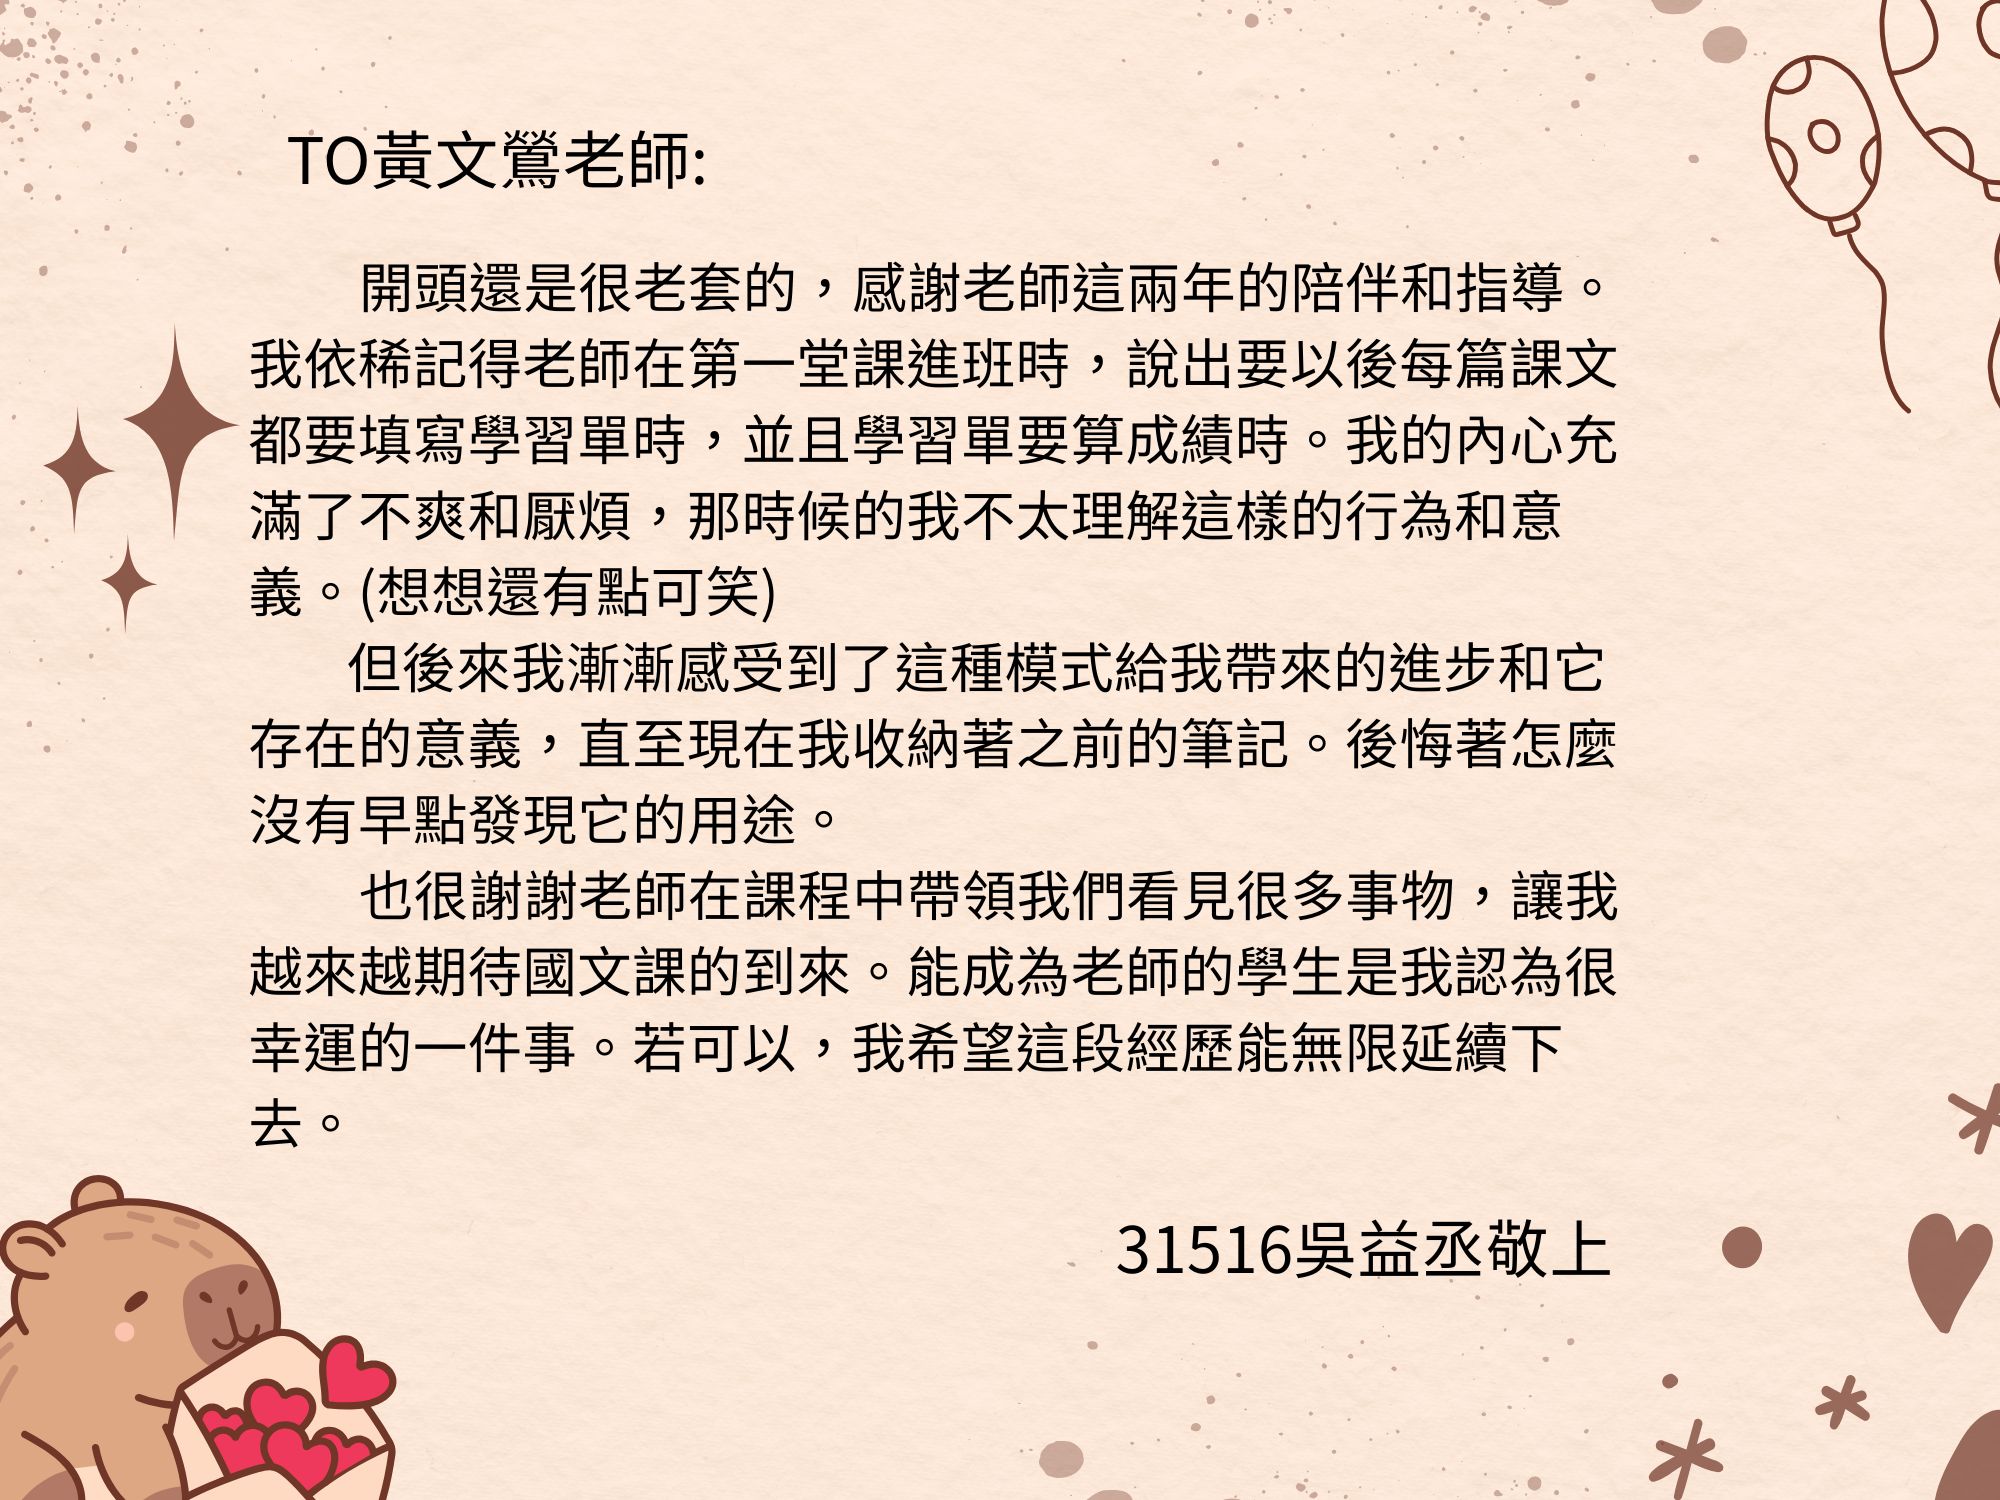 TO黃文鶯老師:
開頭還是很老套的，感謝老師這兩年的陪伴和指導。
我依稀記得老師在第一堂課進班時，說出要以後每篇課文
都要填寫學習單時，並且學習單要算成績時。我的內心充
滿了不爽和厭煩，那時候的我不太理解這樣的行為和意
義。(想想還有點可笑)
但後來我漸漸感受到了這種模式給我帶來的進步和它
存在的意義，直至現在我收納著之前的筆記。後悔著怎麼
沒有早點發現它的用途。
也很謝謝老師在課程中帶領我們看見很多事物，讓我
越來越期待國文課的到來。能成為老師的學生是我認為很
幸運的一件事。若可以，我希望這段經歷能無限延續下
去。
31516吳益丞敬上